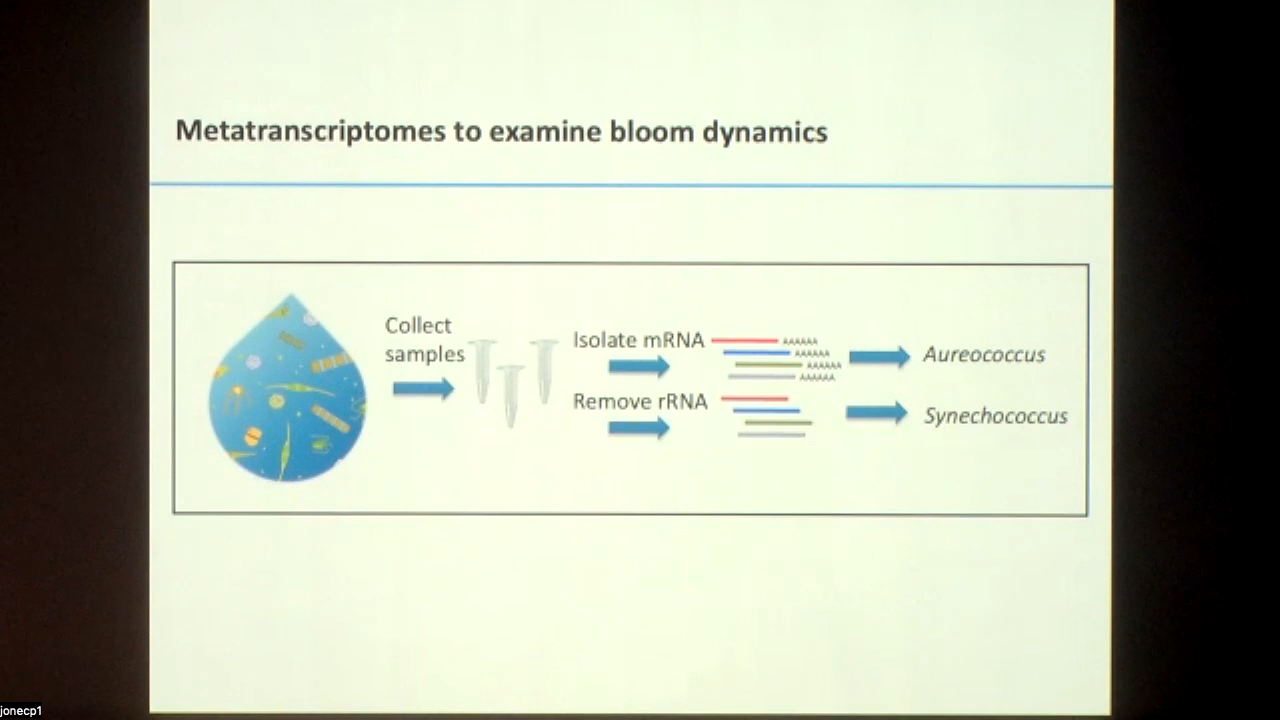 Metatranscriptomes to examine bloom dynamics
Collect
samples
Isolate mRNA
AAAAAA
AAAAAA
AAAAAA
AAAAAA
Aureococcus
Remove rRNA
Synechococcus
jonecp1